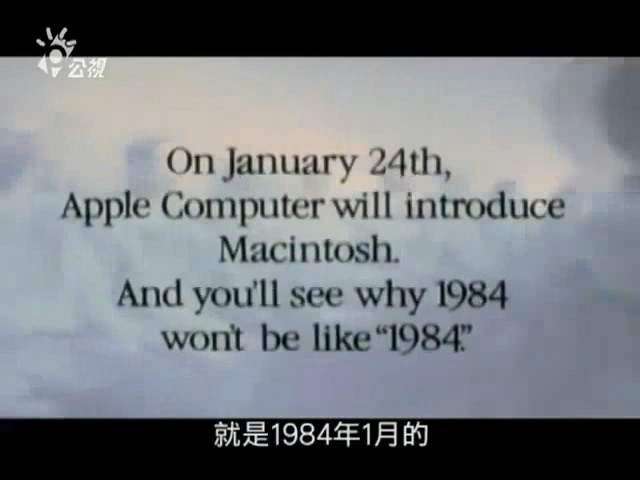 公視
On January 24th,
Apple Computer will introduce
Macintosh.
And you'll see why 1984
won't be like "1984."
就是1984年1月的